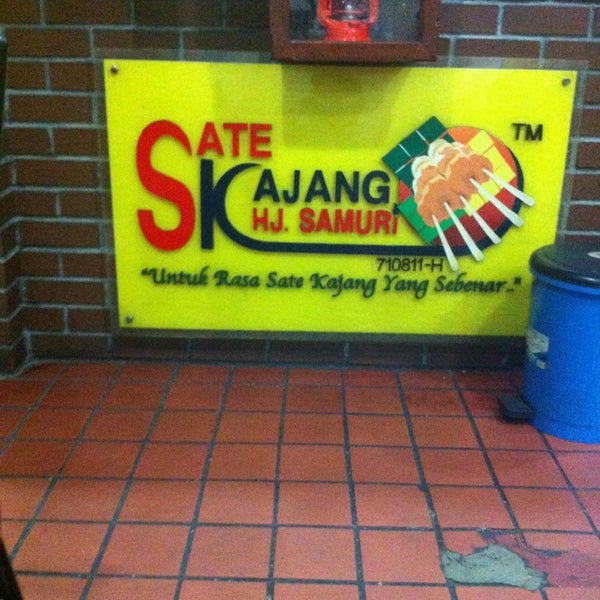 SATE
KAJANG
HJ. SAMURi
TM
710811-H
"Untuk Rasa Sate Kajang Yang Sebenar.."